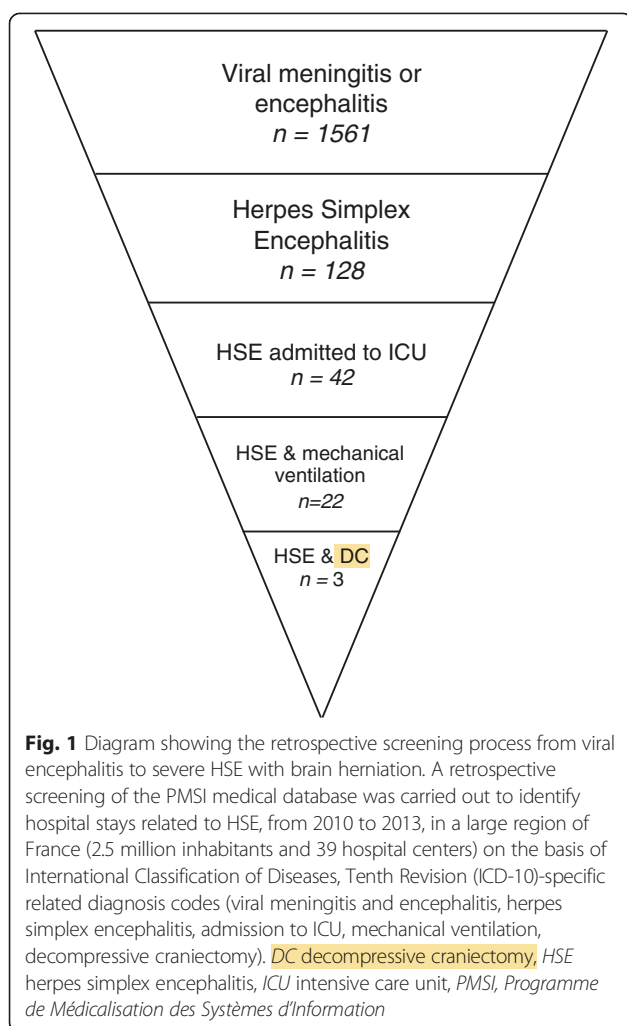 Viral meningitis or
encephalitis
n = 1561
Herpes Simplex
Encephalitis
n = 128
HSE admitted to ICU
n = 42
HSE & mechanical
ventilation
n=22
HSE & DC
n = 3
Fig. 1 Diagram showing the retrospective screening process from viral
encephalitis to severe HSE with brain herniation. A retrospective
screening of the PMSI medical database was carried out to identify
hospital stays related to HSE, from 2010 to 2013, in a large region of
France (2.5 million inhabitants and 39 hospital centers) on the basis of
International Classification of Diseases, Tenth Revision (ICD-10)-specific
related diagnosis codes (viral meningitis and encephalitis, herpes
simplex encephalitis, admission to ICU, mechanical ventilation,
decompressive craniectomy). DC decompressive craniectomy, HSE
herpes simplex encephalitis, ICU intensive care unit, PMSI, Programme
de Médicalisation des Systèmes d'Information